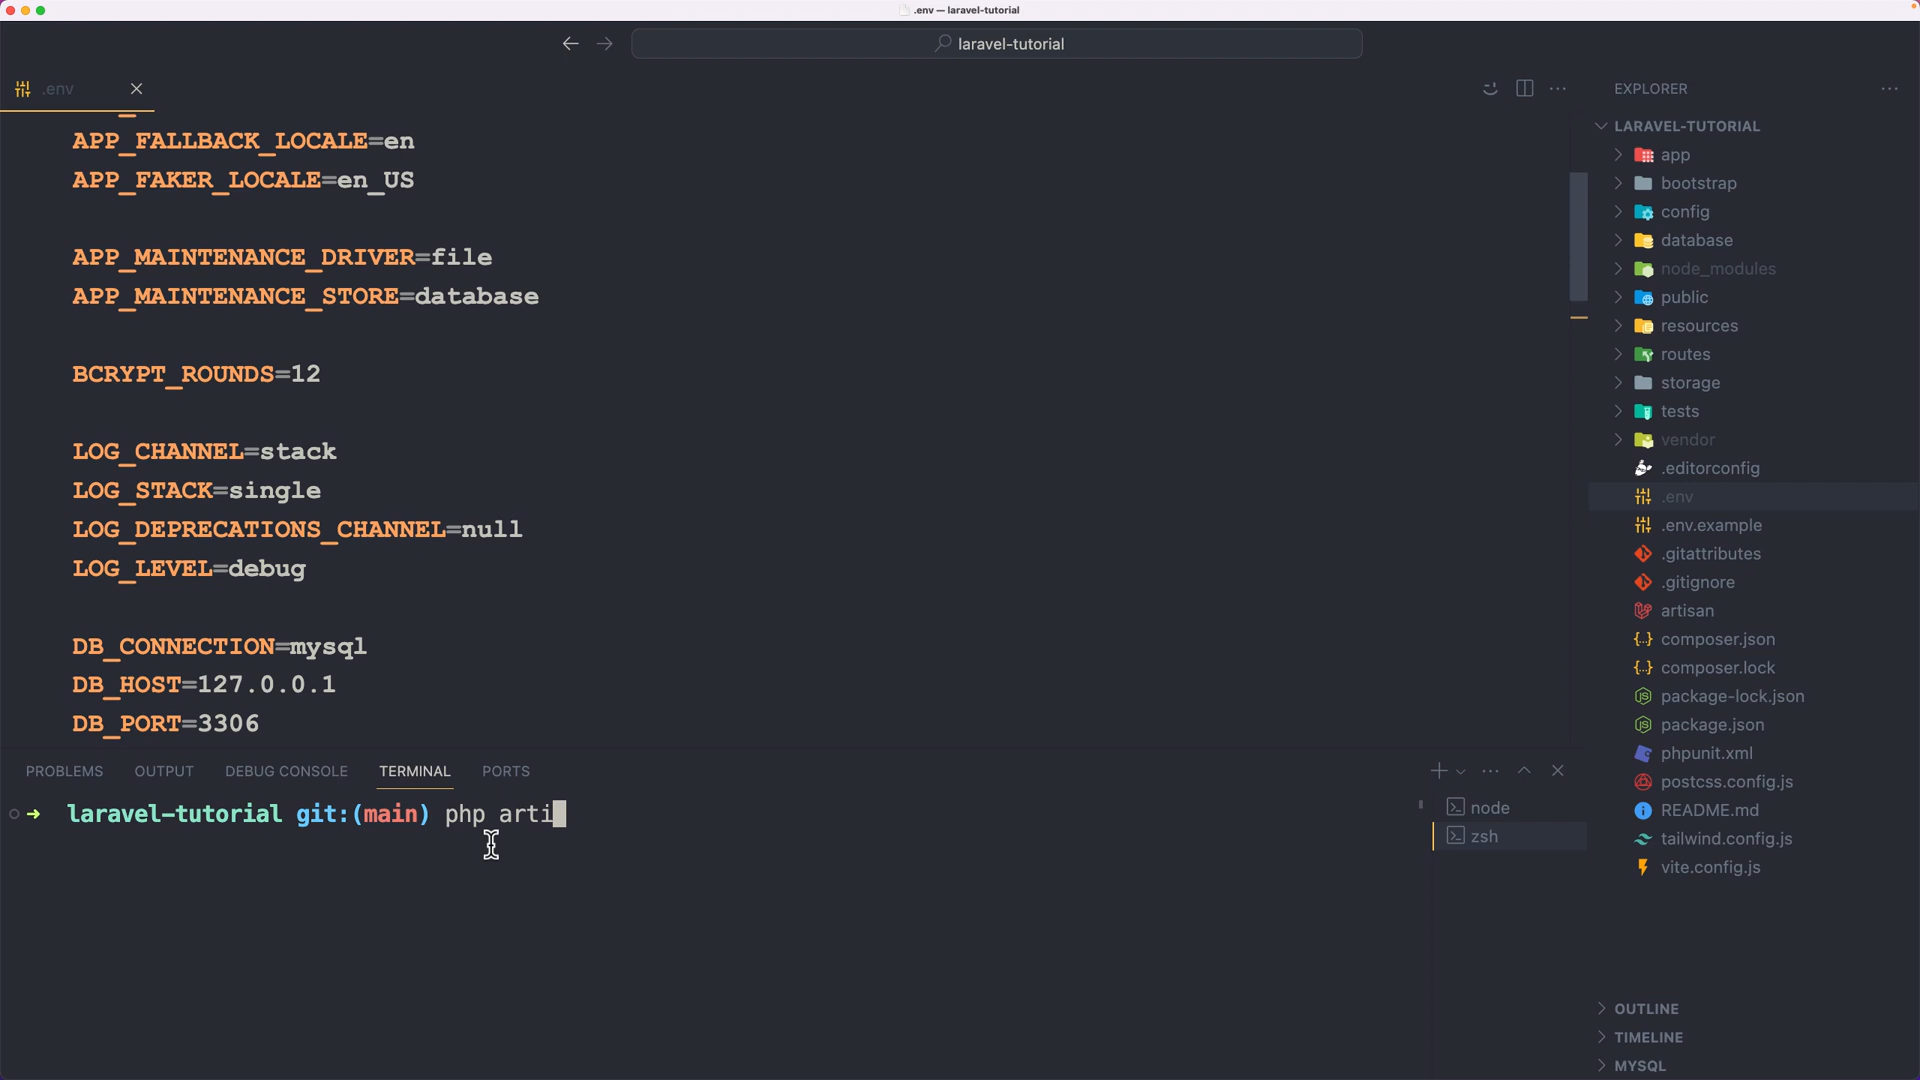 .env — laravel-tutorial
laravel-tutorial
.env
APP_FALLBACK_LOCALE=en
APP_FAKER_LOCALE=en_US
APP_MAINTENANCE_DRIVER=file
APP_MAINTENANCE_STORE=database
BCRYPT_ROUNDS=12
LOG_CHANNEL=stack
LOG_STACK=single
LOG_DEPRECATIONS_CHANNEL=null
LOG_LEVEL=debug
DB_CONNECTION=mysql
DB_HOST=127.0.0.1
DB_PORT=3306
PROBLEMS OUTPUT DEBUG CONSOLE TERMINAL PORTS
laravel-tutorial git:(main) php arti
node
zsh
EXPLORER
LARAVEL-TUTORIAL
app
bootstrap
config
database
node_modules
public
resources
routes
storage
tests
vendor
.editorconfig
.env
.env.example
.gitattributes
.gitignore
artisan
composer.json
composer.lock
package-lock.json
package.json
phpunit.xml
postcss.config.js
README.md
tailwind.config.js
vite.config.js
OUTLINE
TIMELINE
MYSQL